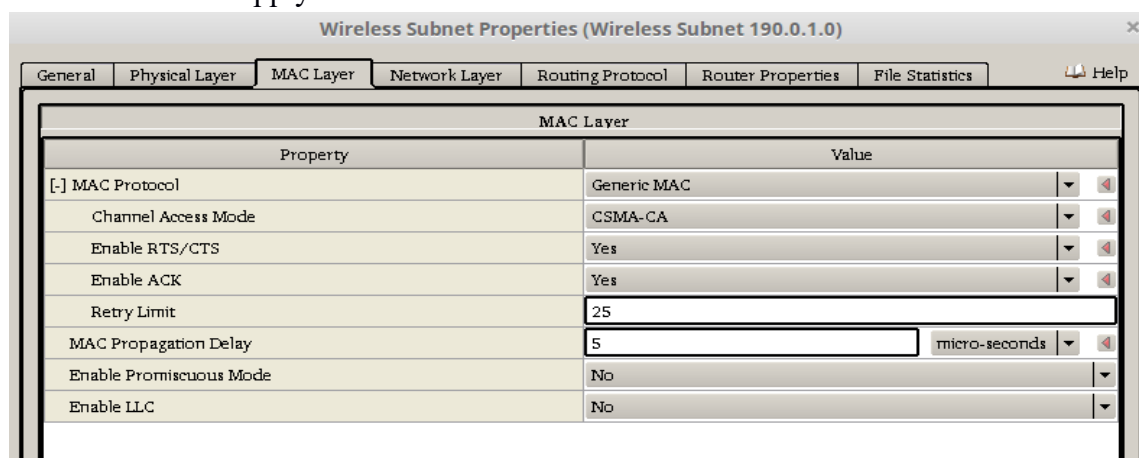 Wireless Subnet Properties (Wireless Subnet 190.0.1.0) ×
General Physical Layer MAC Layer Network Layer Routing Protocol Router Properties File Statistics Help
MAC Layer
Property Value
[-] MAC Protocol Generic MAC
Channel Access Mode CSMA-CA
Enable RTS/CTS Yes
Enable ACK Yes
Retry Limit 25
MAC Propagation Delay 5 micro-seconds
Enable Promiscuous Mode No
Enable LLC No